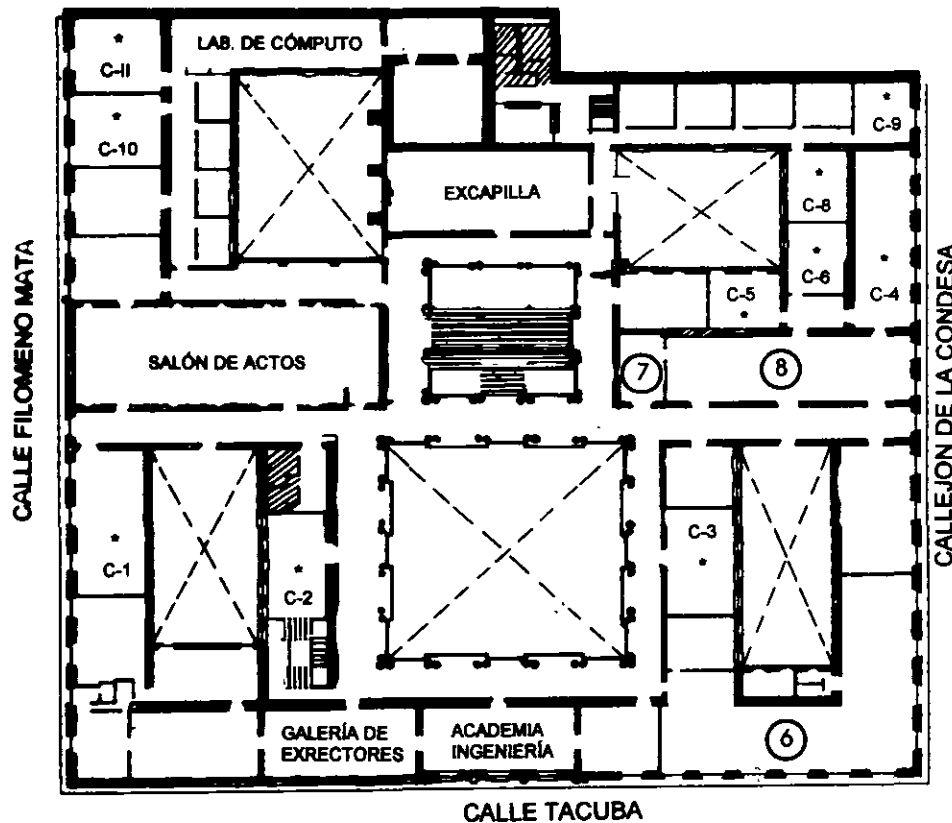 *
C-11
LAB. DE CÓMPUTO
*
C-10
*
C-9
EXCAPILLA
*
C-8
*
C-6
*
C-4
C-5
*
SALÓN DE ACTOS
7
8
CALLE FILOMENO MATA
CALLEJON DE LA CONDESA
*
C-1
*
C-2
C-3
*
GALERÍA DE
EXRECTORES
ACADEMIA
INGENIERÍA
6
CALLE TACUBA